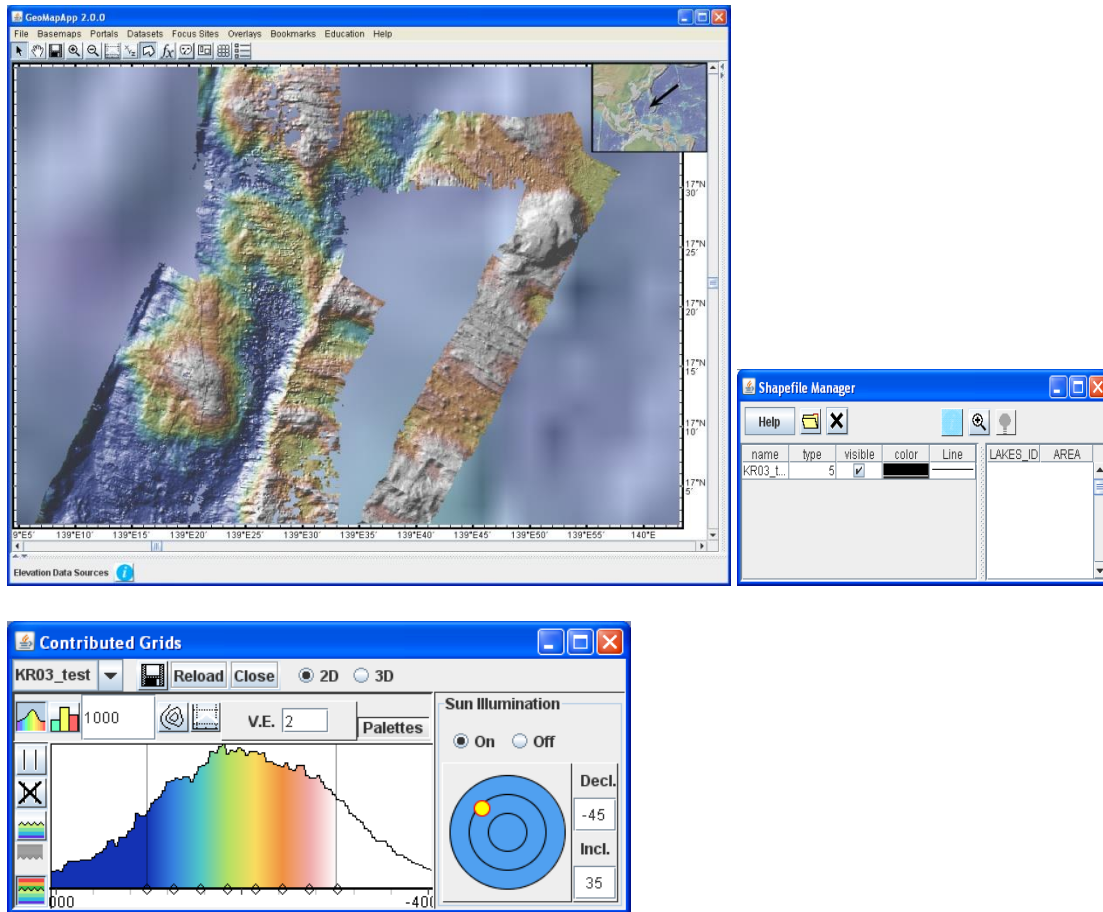 GeoMapApp 2.0.0
File Basemaps Portals Datasets Focus Sites Overlays Bookmarks Education Help
17°N
30'
17°N
25'
17°N
20'
17°N
15'
17°N
10'
17°N
5'
9°E5' 139°E10' 139°E15' 139°E20' 139°E25' 139°E30' 139°E35' 139°E40' 139°E45' 139°E50' 139°E55' 140°E
Elevation Data Sources i
Shapefile Manager
Help
name type visible color Line LAKES_ID AREA
KR03_t... 5
Contributed Grids
KR03_test Reload Close 2D 3D
1000 V.E. 2 Palettes
Sun Illumination
On Off
Decl.
-45
Incl.
35
000 -400